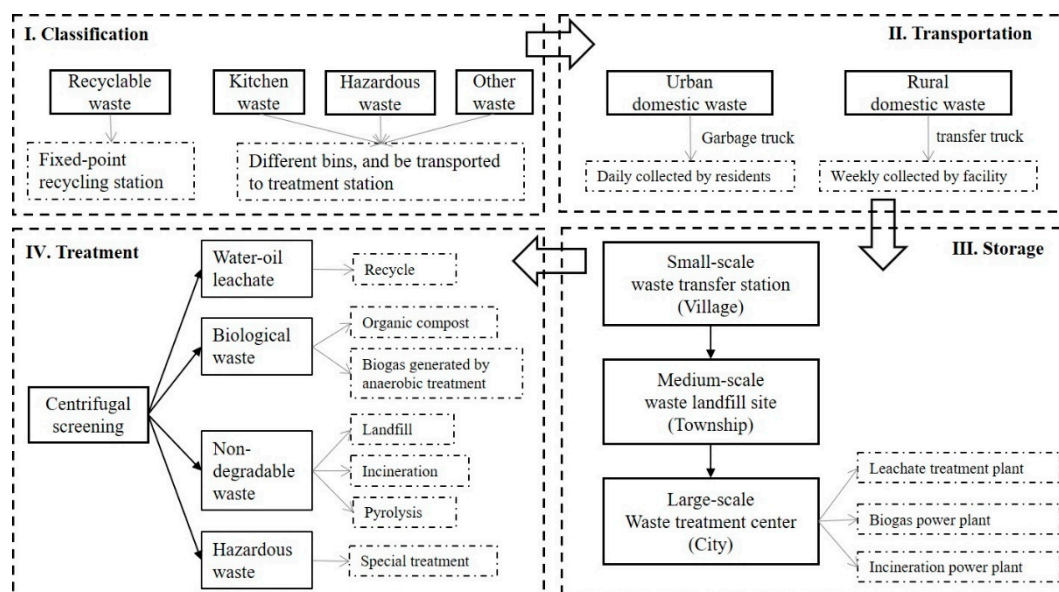 I. Classification
Recyclable
waste
Kitchen
waste
Hazardous
waste
Other
waste
Fixed-point
recycling station
Different bins, and be transported
to treatment station
II. Transportation
Urban
domestic waste
Rural
domestic waste
Garbage truck
transfer truck
Daily collected by residents
Weekly collected by facility
III. Storage
Small-scale
waste transfer station
(Village)
Medium-scale
waste landfill site
(Township)
Large-scale
Waste treatment center
(City)
Leachate treatment plant
Biogas power plant
Incineration power plant
IV. Treatment
Centrifugal
screening
Water-oil
leachate
Recycle
Biological
waste
Organic compost
Biogas generated by
anaerobic treatment
Non-
degradable
waste
Landfill
Incineration
Pyrolysis
Hazardous
waste
Special treatment